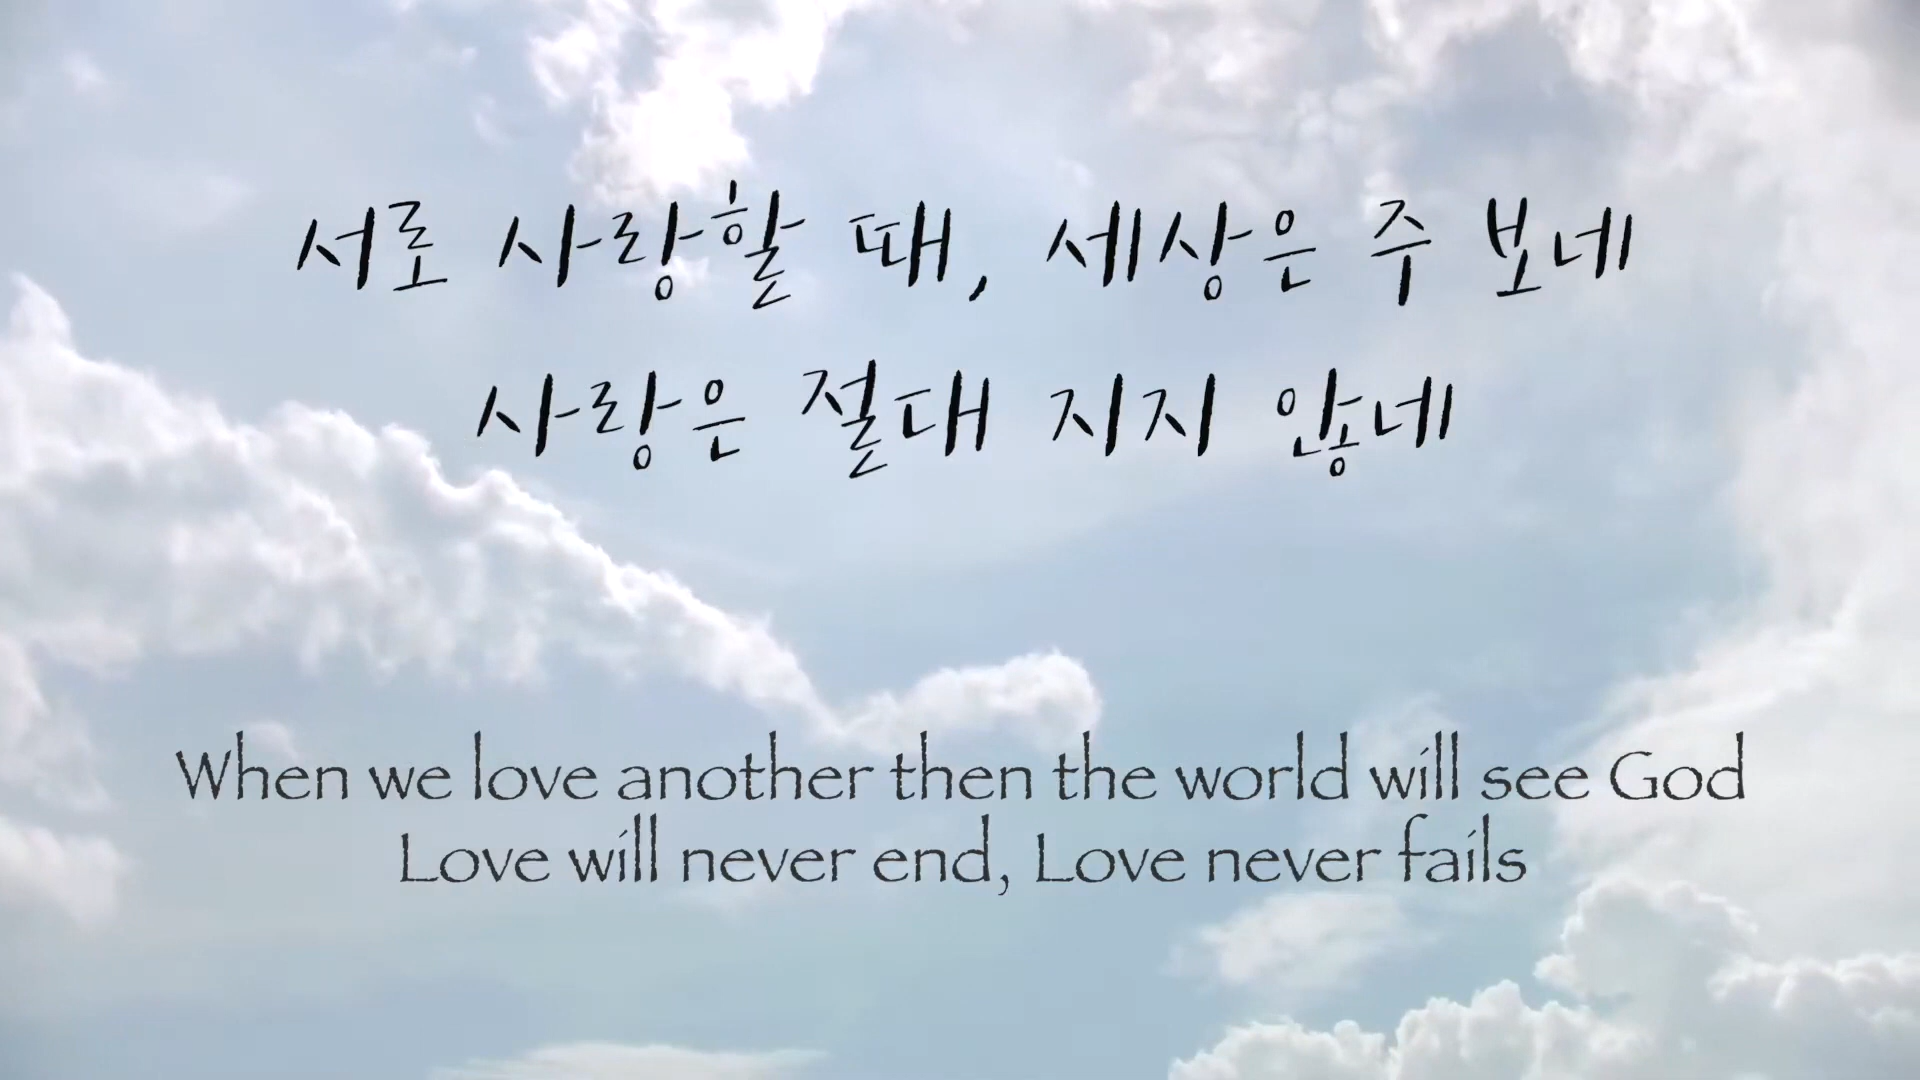 서로 사랑할 때, 세상은 주 보네
사랑은 절대 지지 않네
When we love another then the world will see God
Love will never end, Love never fails